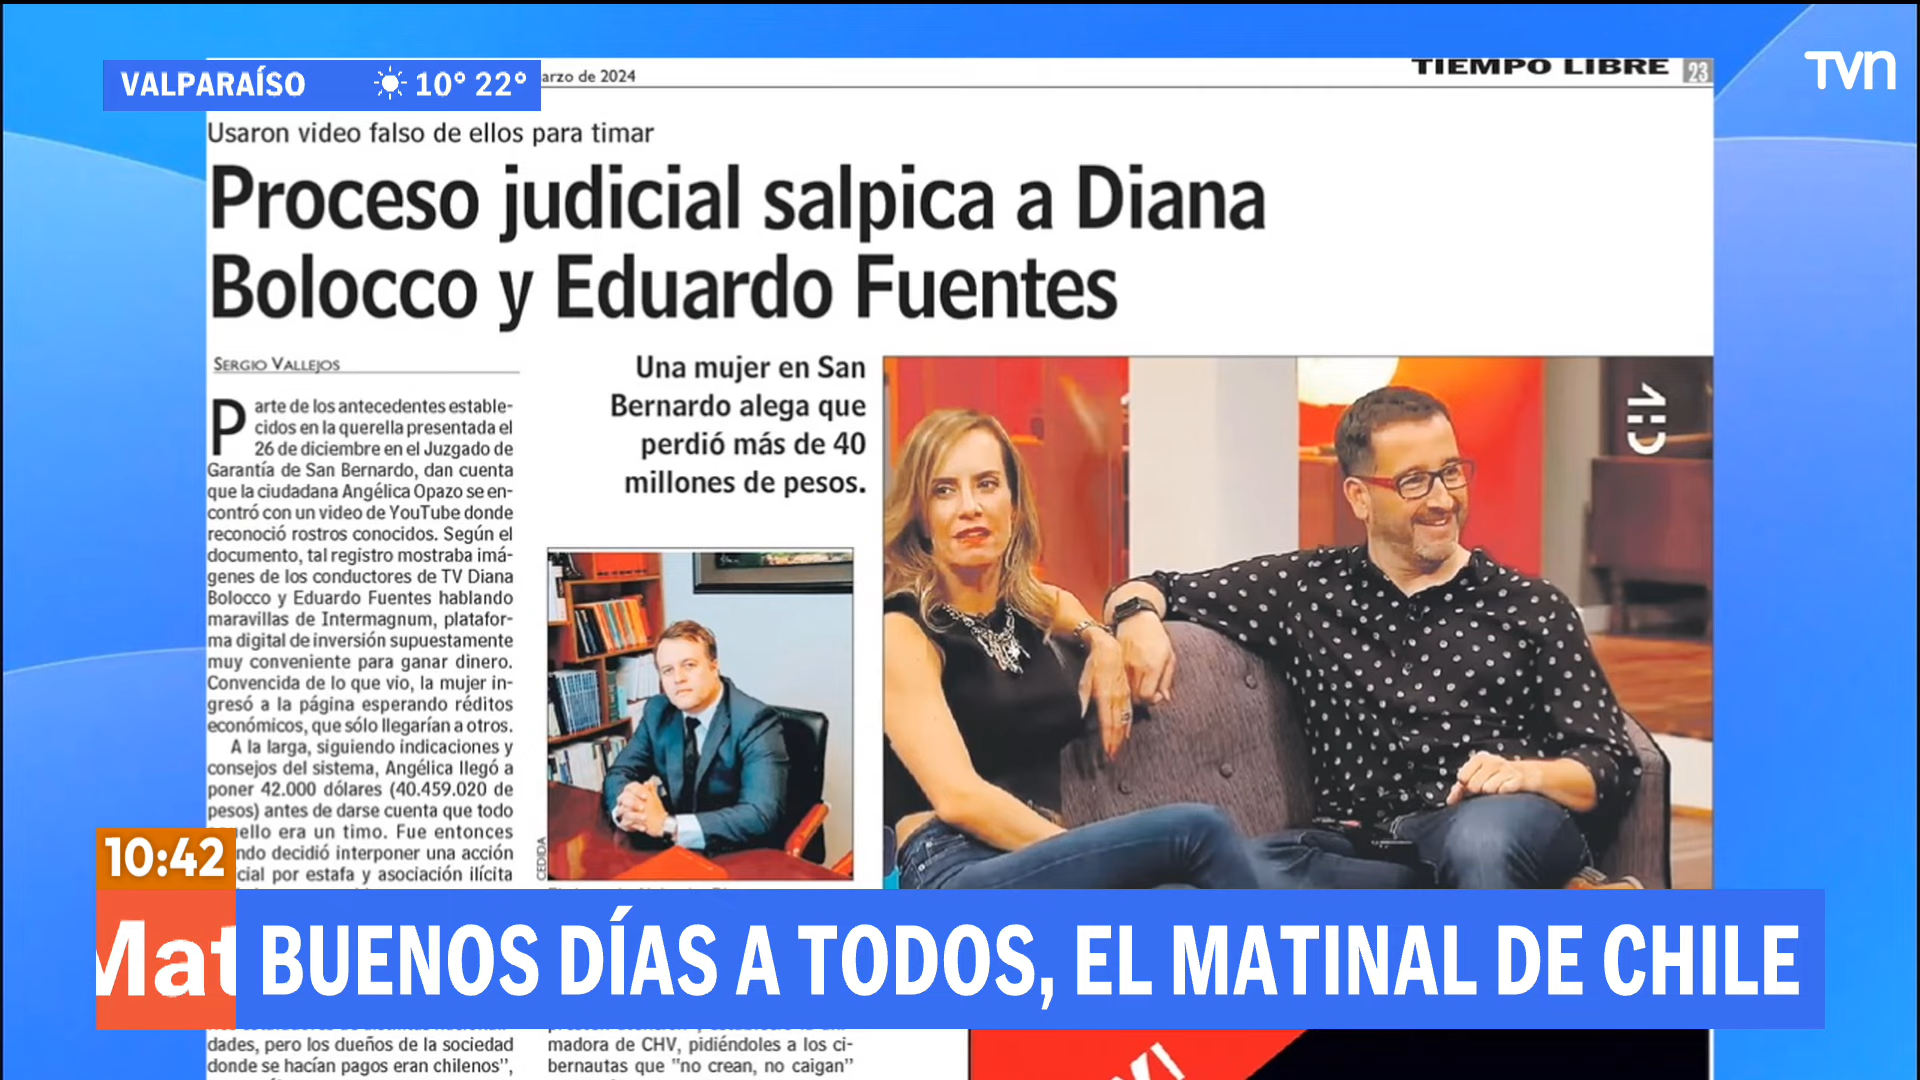 VALPARAÍSO 10° 22°
arzo de 2024
TIEMPO LIBRE 23
TVN
Usaron video falso de ellos para timar
Proceso judicial salpica a Diana
Bolocco y Eduardo Fuentes
SERGIO VALLEJOS
Parte de los antecedentes estable-
cidos en la querella presentada el
26 de diciembre en el Juzgado de
Garantía de San Bernardo, dan cuenta
que la ciudadana Angélica Opazo se en-
contró con un video de YouTube donde
reconoció rostros conocidos. Según el
documento, tal registro mostraba imá-
genes de los conductores de TV Diana
Bolocco y Eduardo Fuentes hablando
maravillas de Intermagnum, platafor-
ma digital de inversión supuestamente
muy conveniente para ganar dinero.
Convencida de lo que vio, la mujer in-
gresó a la página esperando réditos
económicos, que sólo llegarían a otros.
A la larga, siguiendo indicaciones y
consejos del sistema, Angélica llegó a
poner 42.000 dólares (40.459.020 de
pesos) antes de darse cuenta que todo
ello era un timo. Fue entonces
ndo decidió interponer una acción
cial por estafa y asociación ilícita
Una mujer en San
Bernardo alega que
perdió más de 40
millones de pesos.
CEDIDA
10:42
Mat
BUENOS DÍAS A TODOS, EL MATINAL DE CHILE
dades, pero los dueños de la sociedad
donde se hacían pagos eran chilenos",
madora de CHV, pidiéndoles a los ci-
bernautas que "no crean, no caigan"